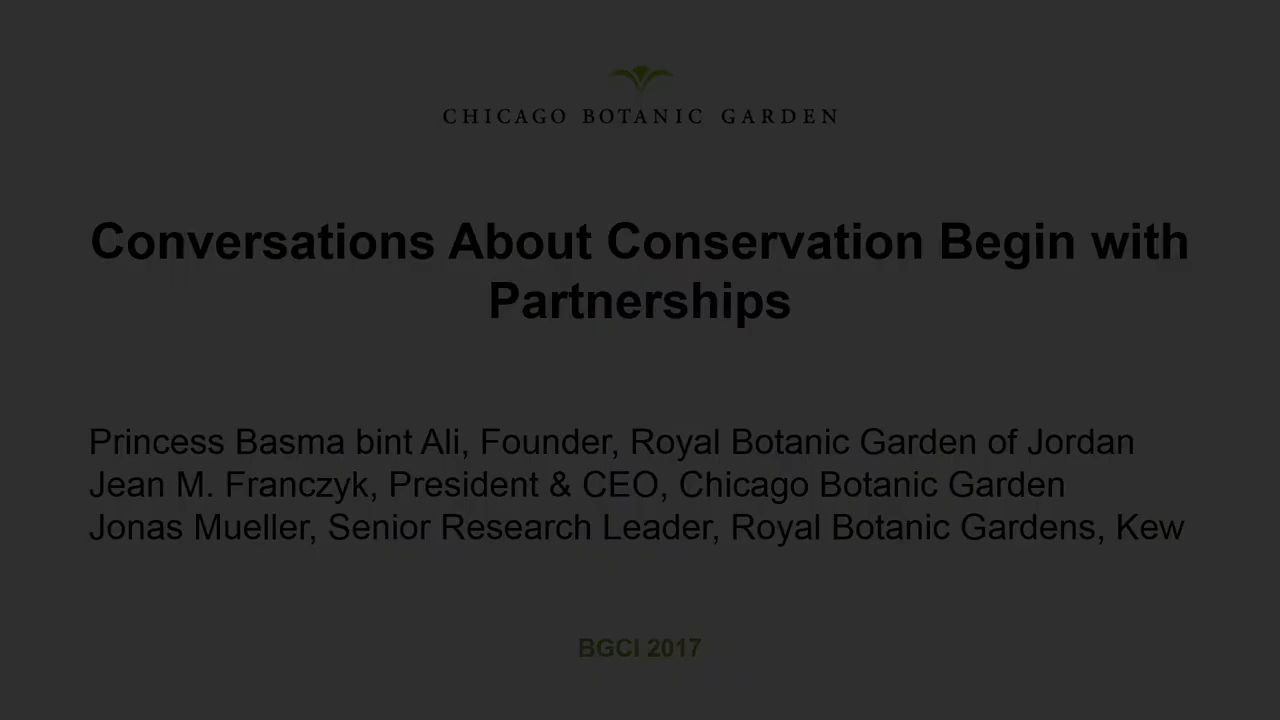 CHICAGO BOTANIC GARDEN
Conversations About Conservation Begin with
Partnerships
Princess Basma bint Ali, Founder, Royal Botanic Garden of Jordan
Jean M. Franczyk, President & CEO, Chicago Botanic Garden
Jonas Mueller, Senior Research Leader, Royal Botanic Gardens, Kew
BGCI 2017